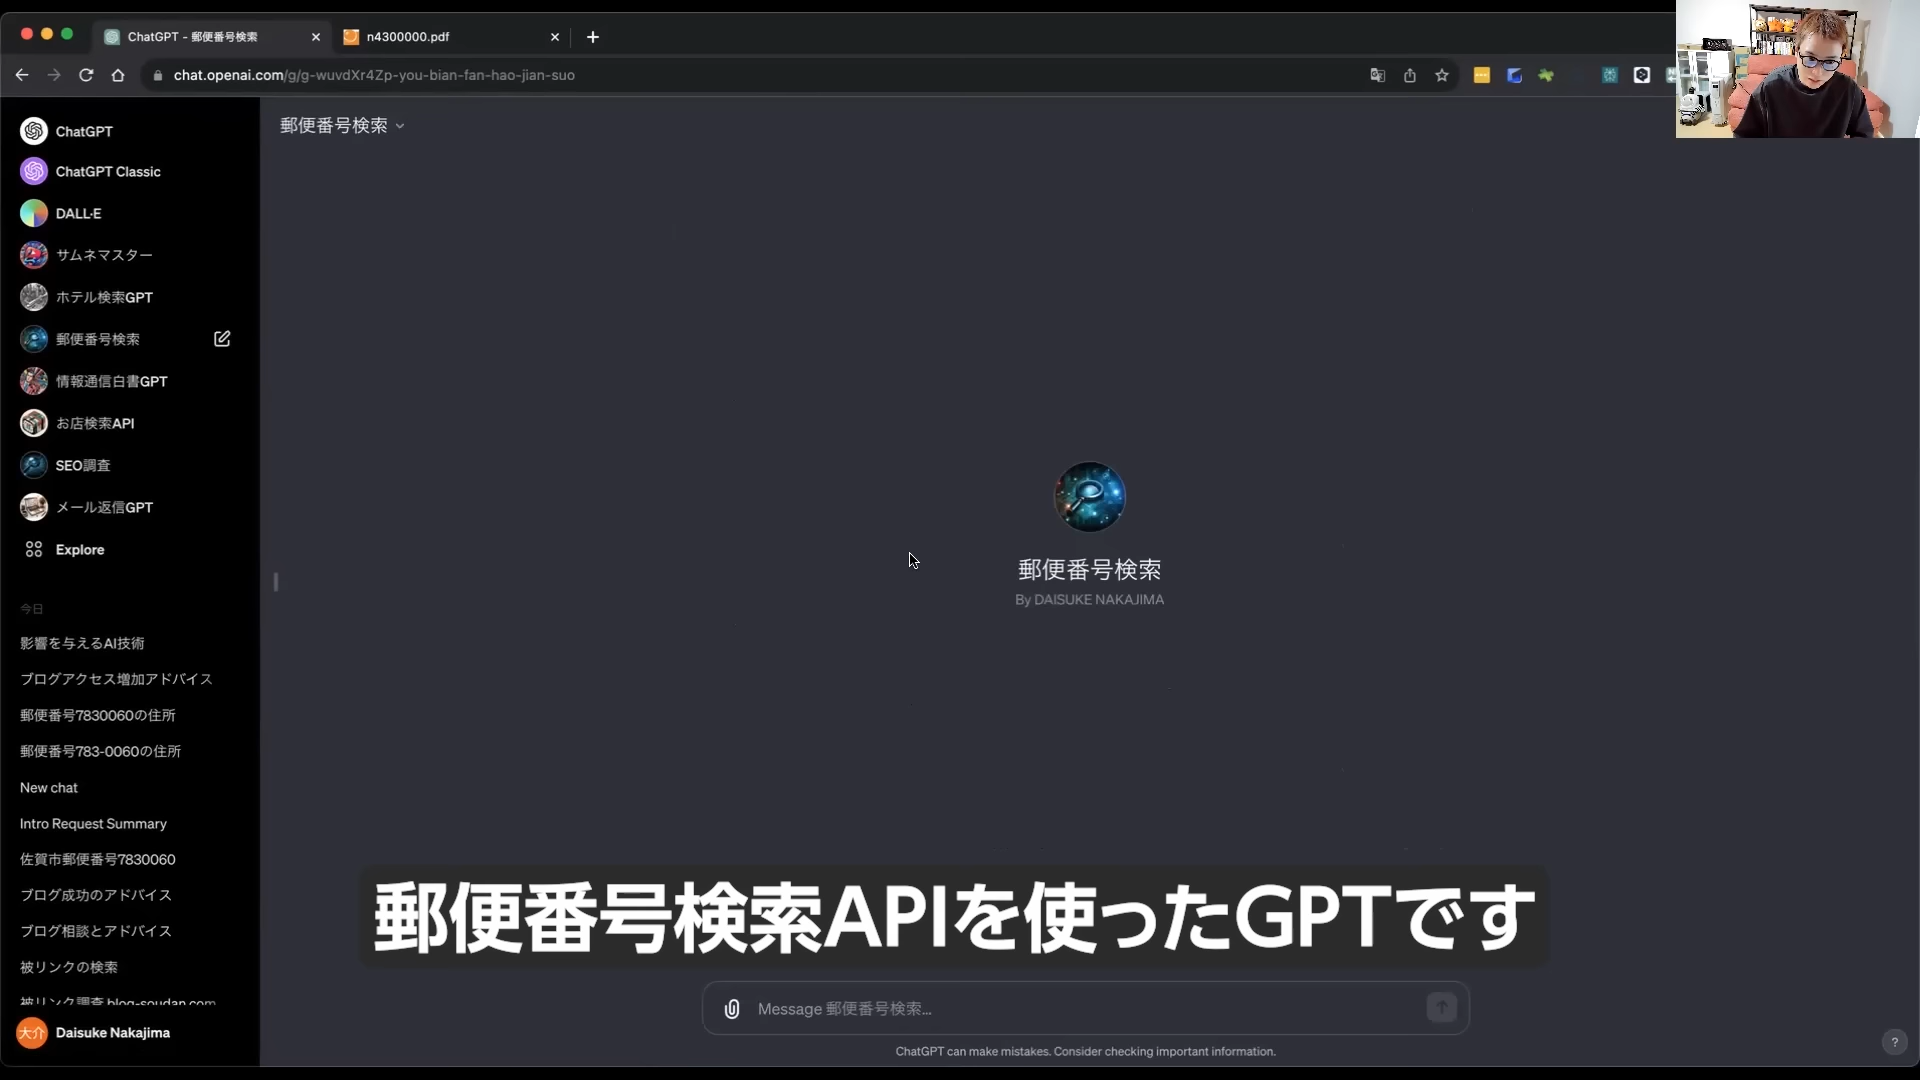 ChatGPT - 郵便番号検索
n4300000.pdf
chat.openai.com/g/g-wuvdXr4Zp-you-bian-fan-hao-jian-suo
ChatGPT
ChatGPT Classic
DALL·E
サムネマスター
ホテル検索GPT
郵便番号検索
情報通信白書GPT
お店検索API
SEO調査
メール返信GPT
Explore
今日
影響を与えるAI技術
ブログアクセス増加アドバイス
郵便番号7830060の住所
郵便番号783-0060の住所
New chat
Intro Request Summary
佐賀市郵便番号7830060
ブログ成功のアドバイス
ブログ相談とアドバイス
被リンクの検索
被リンク調査 blog-soudan.com
大介
Daisuke Nakajima
郵便番号検索
郵便番号検索
By DAISUKE NAKAJIMA
郵便番号検索APIを使ったGPTです
Message 郵便番号検索...
ChatGPT can make mistakes. Consider checking important information.
?